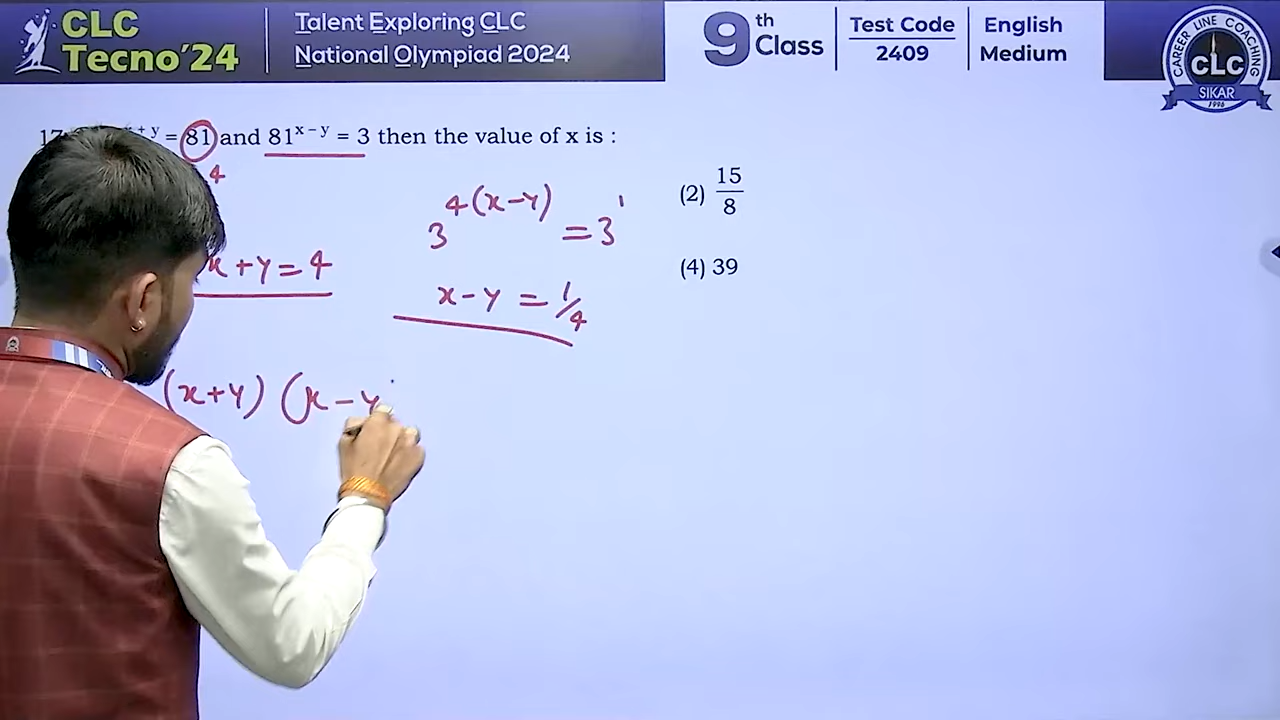 CLC
Tecno'24
Talent Exploring CLC
National Olympiad 2024
9th Class
Test Code
2409
English
Medium
CAREER LINE COACHING
CLC
SIKAR
1996
17 x + y = 81 and 81^(x – y) = 3 then the value of x is :
4
(2) 15/8
(4) 39
x + y = 4
3^(4(x-y)) = 3^1
x - y = 1/4
(x+y) (x - y